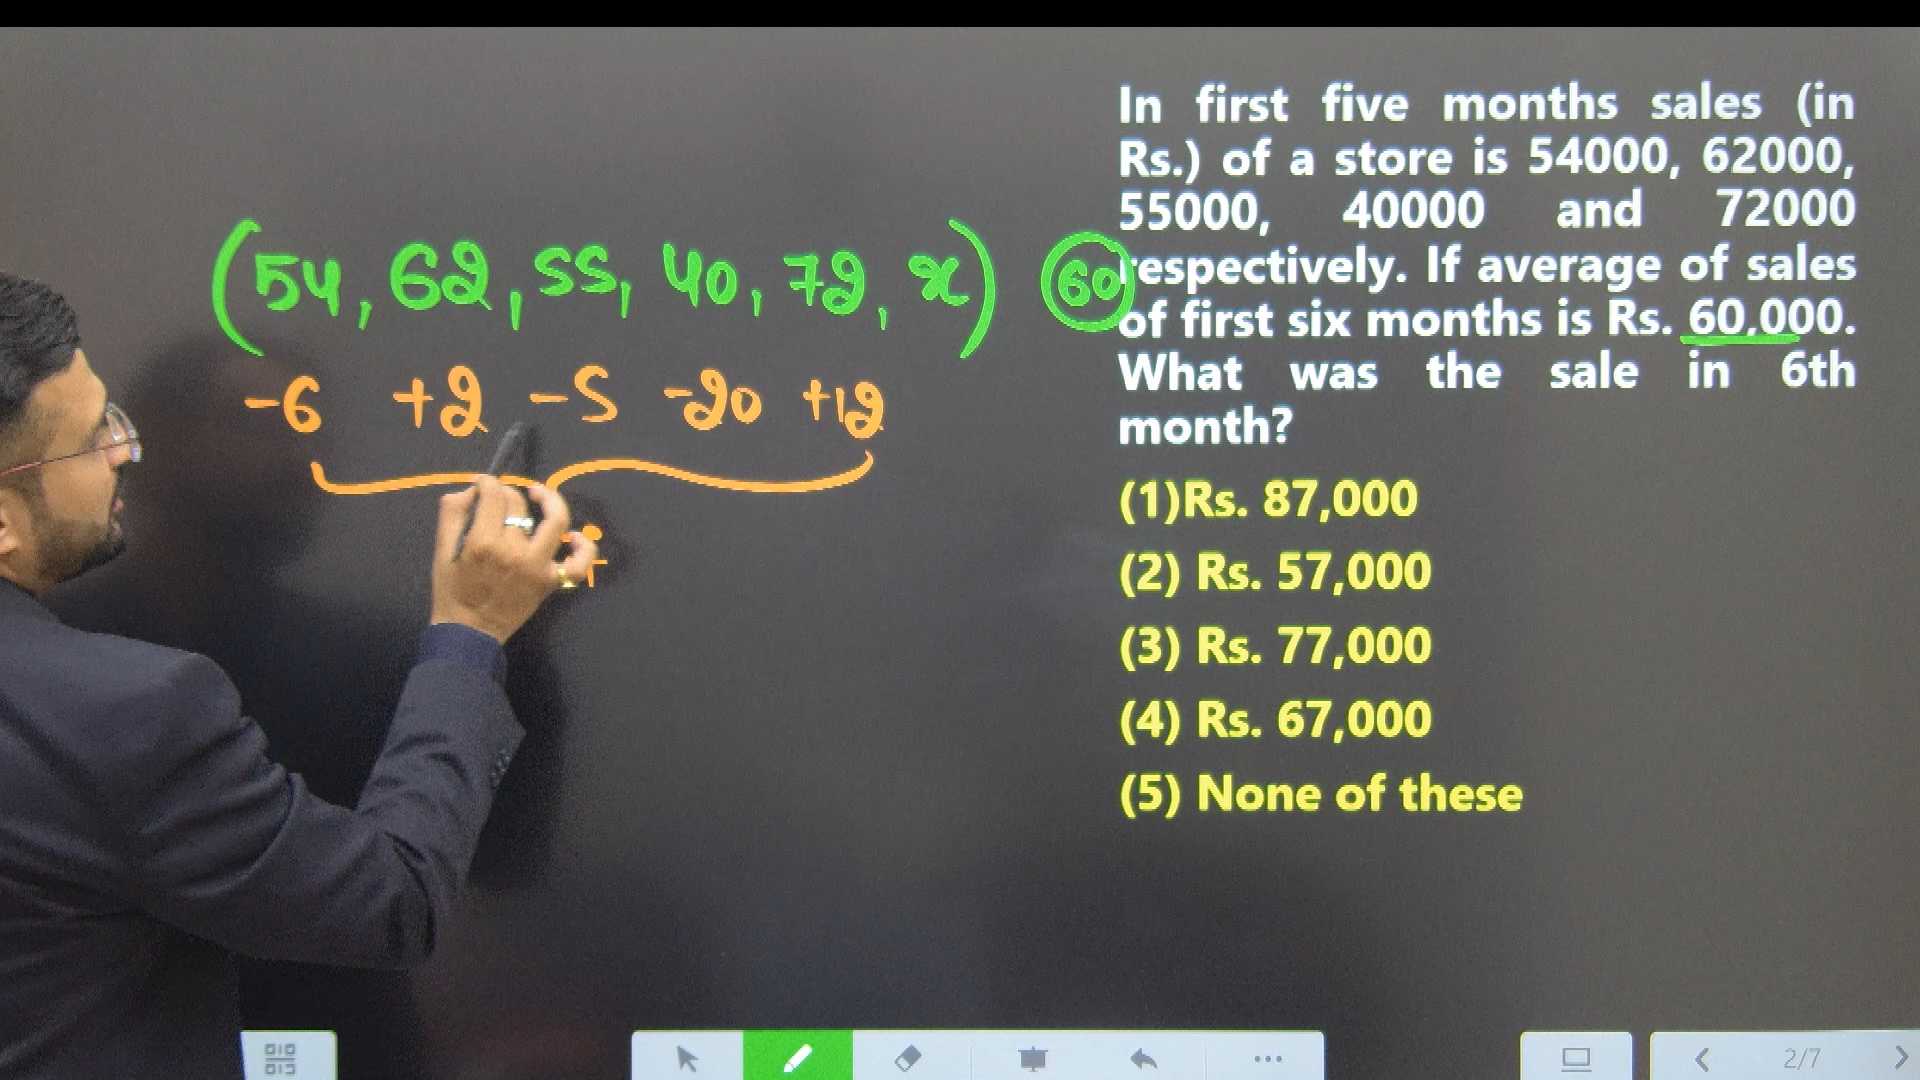 (54, 62, 55, 40, 72, x) 60
-6 +2 -5 -20 +12
In first five months sales (in
Rs.) of a store is 54000, 62000,
55000, 40000 and 72000
respectively. If average of sales
of first six months is Rs. 60,000.
What was the sale in 6th
month?
(1)Rs. 87,000
(2) Rs. 57,000
(3) Rs. 77,000
(4) Rs. 67,000
(5) None of these
2/7